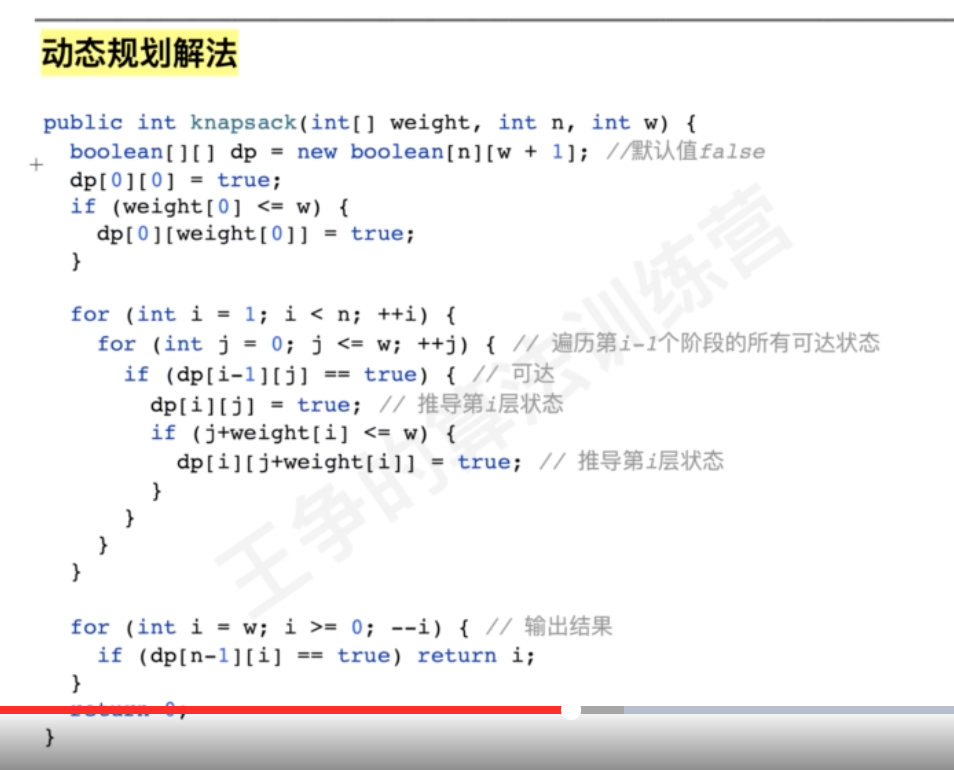 动态规划解法
public int knapsack(int[] weight, int n, int w) {
boolean[][] dp = new boolean[n][w + 1]; //默认值false
dp[0][0] = true;
if (weight[0] <= w) {
dp[0][weight[0]] = true;
}
for (int i = 1; i < n; ++i) {
for (int j = 0; j <= w; ++j) { // 遍历第i-1个阶段的所有可达状态
if (dp[i-1][j] == true) { // 可达
dp[i][j] = true; // 推导第i层状态
if (j+weight[i] <= w) {
dp[i][j+weight[i]] = true; // 推导第i层状态
}
}
}
}
for (int i = w; i >= 0; --i) { // 输出结果
if (dp[n-1][i] == true) return i;
}
return 0;
}
王争的算法训练营